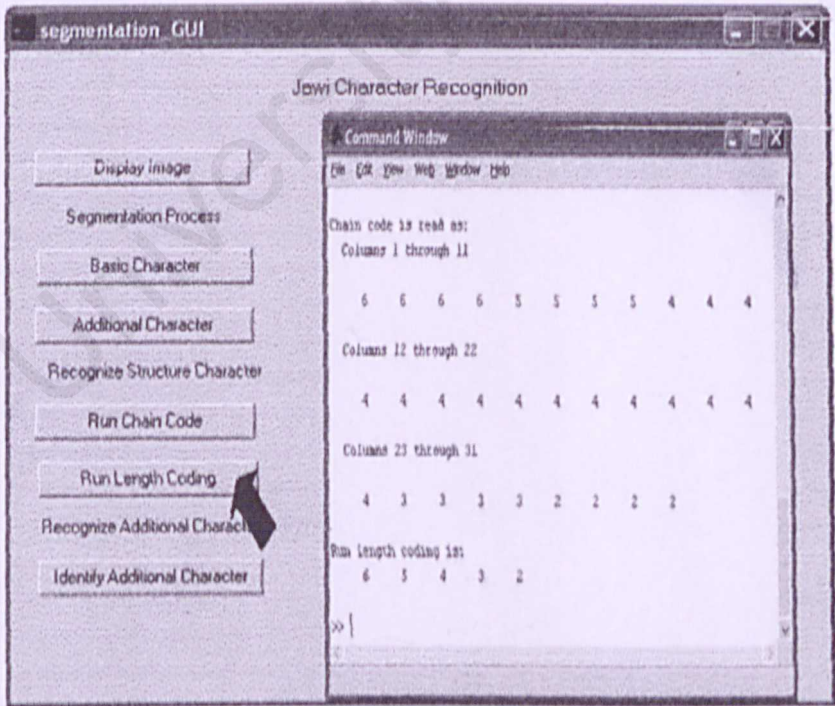 segmentation_GUI
Jawi Character Recognition
Display Image
Segmentation Process
Basic Character
Additional Character
Recognize Structure Character
Run Chain Code
Run Length Coding
Recognize Additional
Identify Additional Character
Command Window
File Edit View Web Window Help
Chain code is read as:
Columns 1 through 11
6 6 6 6 5 5 5 5 4 4 4
Columns 12 through 22
4 4 4 4 4 4 4 4 4 4 4
Columns 23 through 31
4 3 3 3 3 2 2 2 2
Run length coding is:
6 5 4 3 2
>>